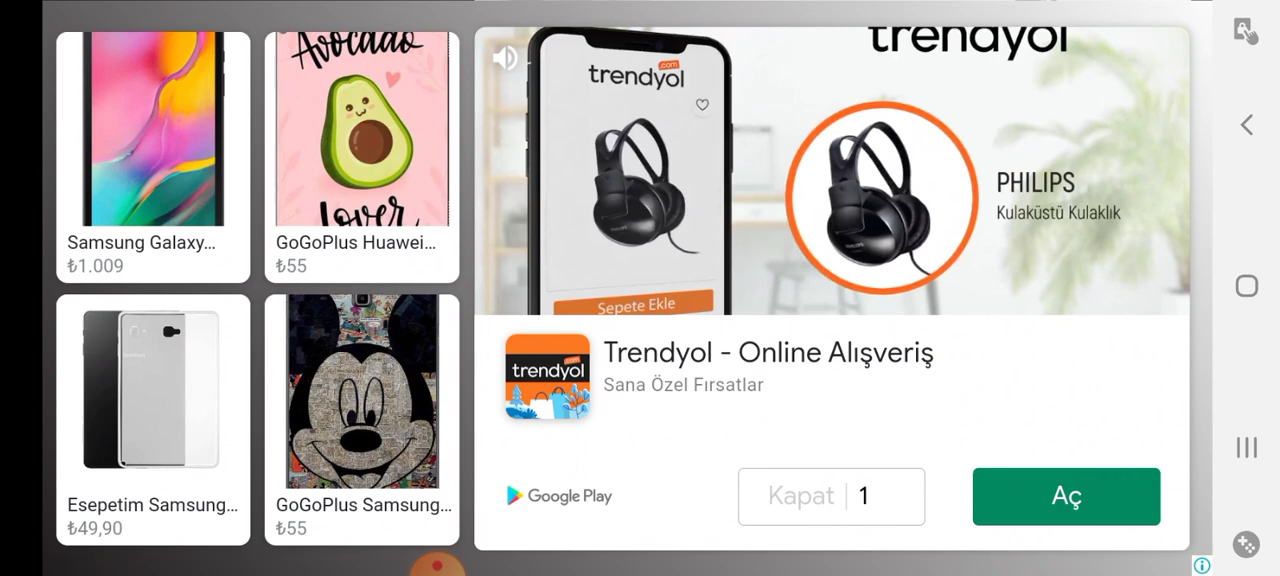 Avocado
Lover
Samsung Galaxy...
₺1.009
GoGoPlus Huawei...
₺55
Esepetim Samsung...
₺49,90
GoGoPlus Samsung...
₺55
trendyol
trendyol
.com
Sepete Ekle
PHILIPS
Kulaküstü Kulaklık
trendyol
.com
Trendyol - Online Alışveriş
Sana Özel Fırsatlar
Google Play
Kapat | 1
Aç